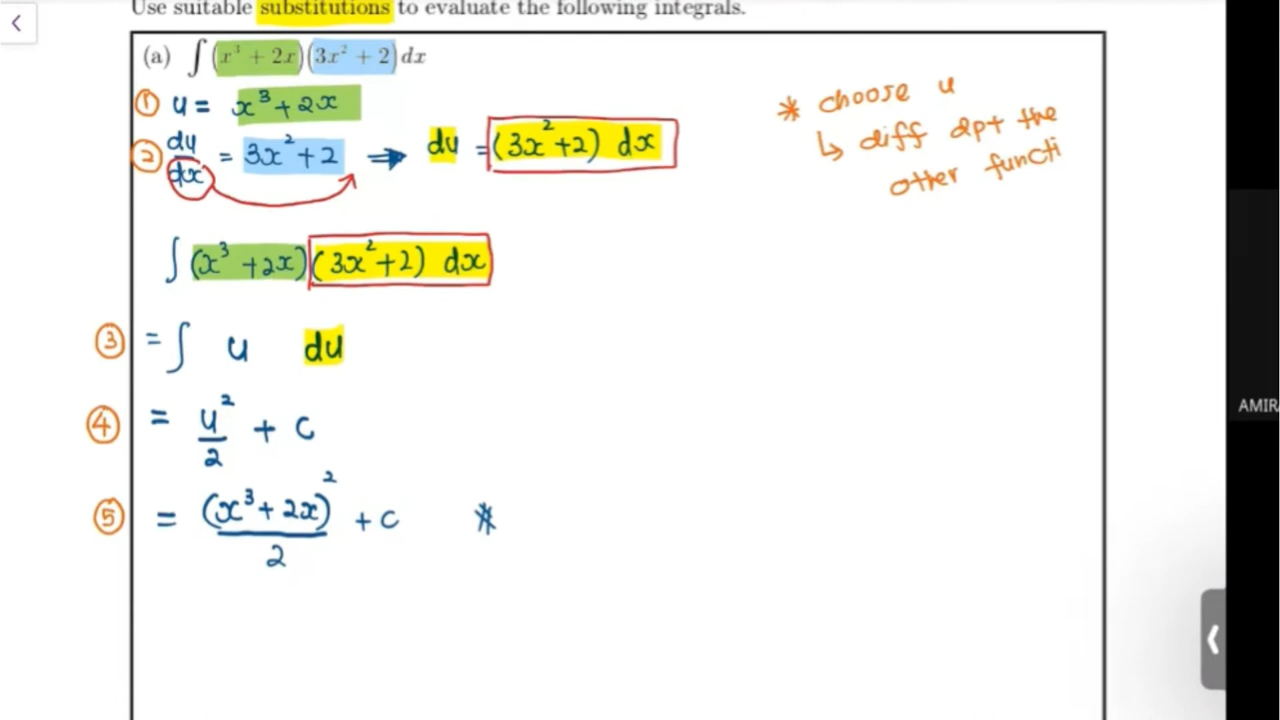 Use suitable substitutions to evaluate the following integrals.
(a) ∫ (x³ + 2x)(3x² + 2) dx
① u = x³ + 2x
② du/dx = 3x² + 2 ⇒ du = (3x² + 2) dx
* choose u
↳ diff dpt the
other functi
∫ (x³ + 2x) (3x² + 2) dx
③ = ∫ u du
④ = u²/2 + c
⑤ = (x³ + 2x)²/2 + c *
AMIR